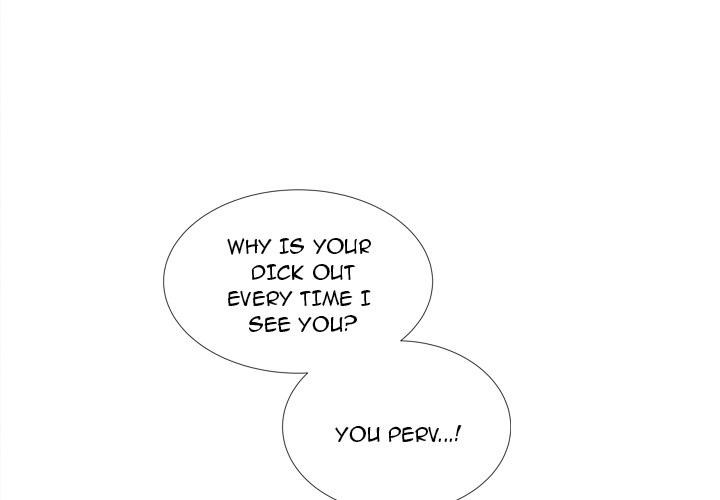 WHY IS YOUR
DICK OUT
EVERY TIME I
SEE YOU?
YOU PERV...!